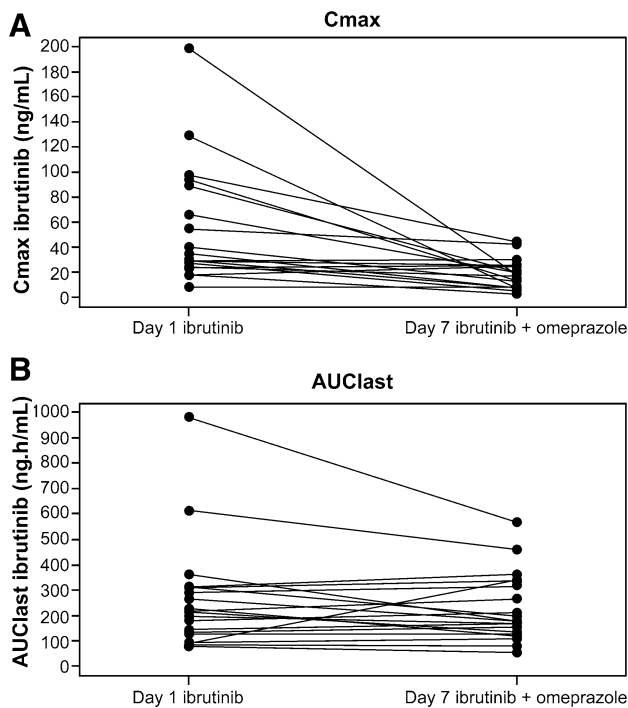 A
Cmax
Cmax ibrutinib (ng/mL)
200
180
160
140
120
100
80
60
40
20
0
Day 1 ibrutinib
Day 7 ibrutinib + omeprazole
B
AUClast
AUClast ibrutinib (ng.h/mL)
1000
900
800
700
600
500
400
300
200
100
0
Day 1 ibrutinib
Day 7 ibrutinib + omeprazole